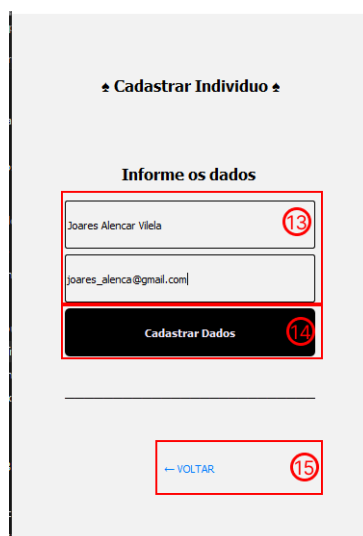 ♠ Cadastrar Individuo ♠
Informe os dados
Joares Alencar Vilela
13
joares_alenca@gmail.com
Cadastrar Dados
14
← VOLTAR
15